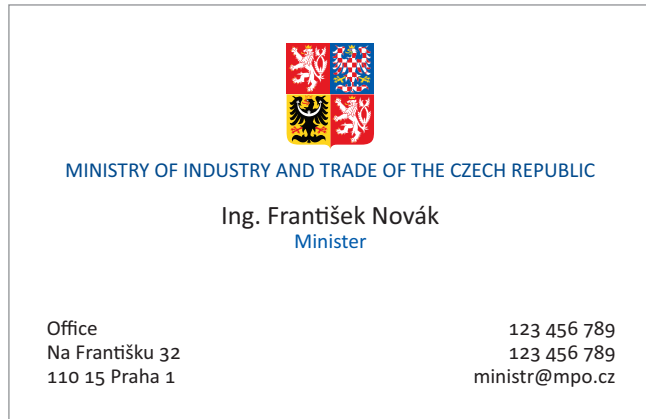 MINISTRY OF INDUSTRY AND TRADE OF THE CZECH REPUBLIC
Ing. František Novák
Minister
Office
Na Františku 32
110 15 Praha 1
123 456 789
123 456 789
ministr@mpo.cz